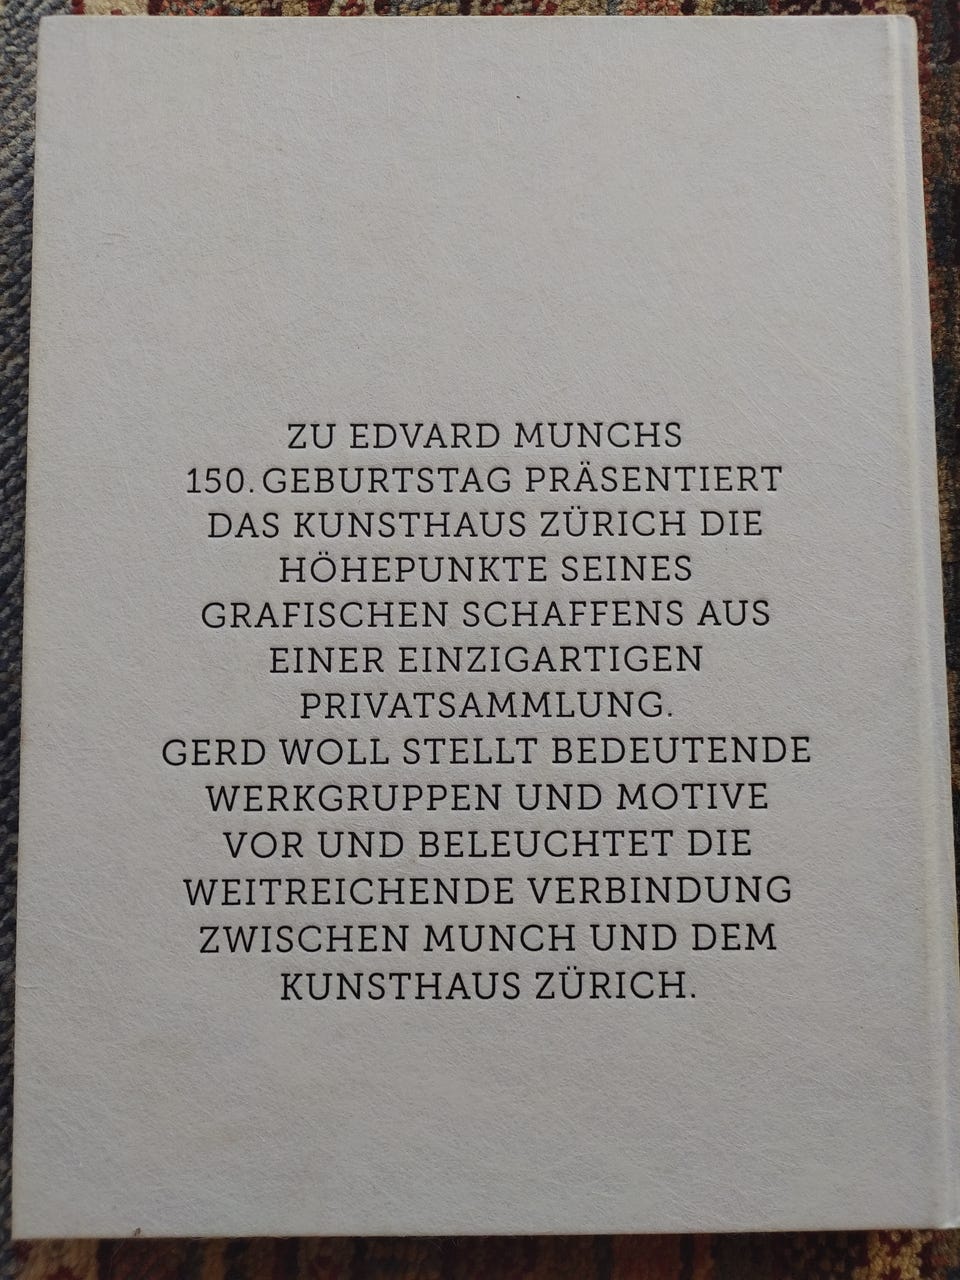 ZU EDVARD MUNCHS
150. GEBURTSTAG PRÄSENTIERT
DAS KUNSTHAUS ZÜRICH DIE
HÖHEPUNKTE SEINES
GRAFISCHEN SCHAFFENS AUS
EINER EINZIGARTIGEN
PRIVATSAMMLUNG.
GERD WOLL STELLT BEDEUTENDE
WERKGRUPPEN UND MOTIVE
VOR UND BELEUCHTET DIE
WEITREICHENDE VERBINDUNG
ZWISCHEN MUNCH UND DEM
KUNSTHAUS ZÜRICH.